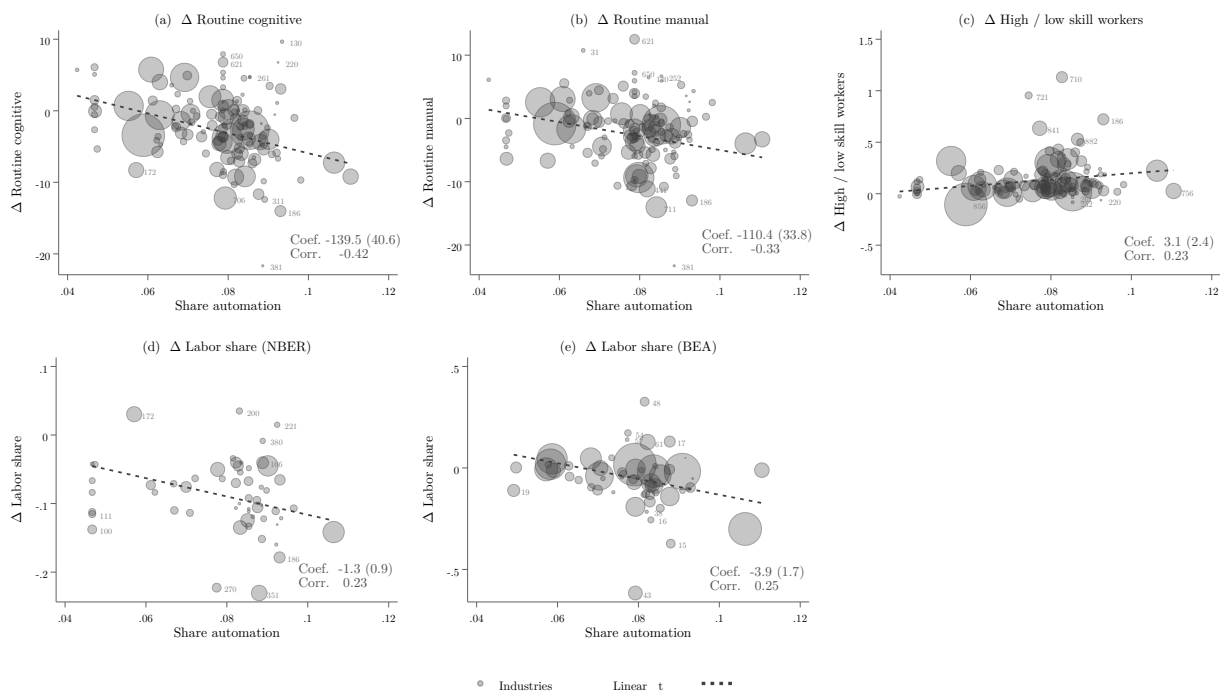 (a) Δ Routine cognitive
10
0
-10
-20
Δ Routine cognitive
130
650
621
220
261
172
706
311
186
381
Coef. -139.5 (40.6)
Corr. -0.42
.04 .06 .08 .1 .12
Share automation
(b) Δ Routine manual
10
0
-10
-20
Δ Routine manual
621
31
650
252
711
186
381
Coef. -110.4 (33.8)
Corr. -0.33
.04 .06 .08 .1 .12
Share automation
(c) Δ High / low skill workers
1.5
1
.5
0
-.5
Δ High / low skill workers
710
721
186
841
882
856
252
220
756
Coef. 3.1 (2.4)
Corr. 0.23
.04 .06 .08 .1 .12
Share automation
(d) Δ Labor share (NBER)
.1
0
-.1
-.2
Δ Labor share
172
200
221
380
166
111
100
186
270
351
Coef. -1.3 (0.9)
Corr. 0.23
.04 .06 .08 .1 .12
Share automation
(e) Δ Labor share (BEA)
.5
0
-.5
Δ Labor share
48
54
61
17
19
38
16
15
43
Coef. -3.9 (1.7)
Corr. 0.25
.04 .06 .08 .1 .12
Share automation
Industries Linear t